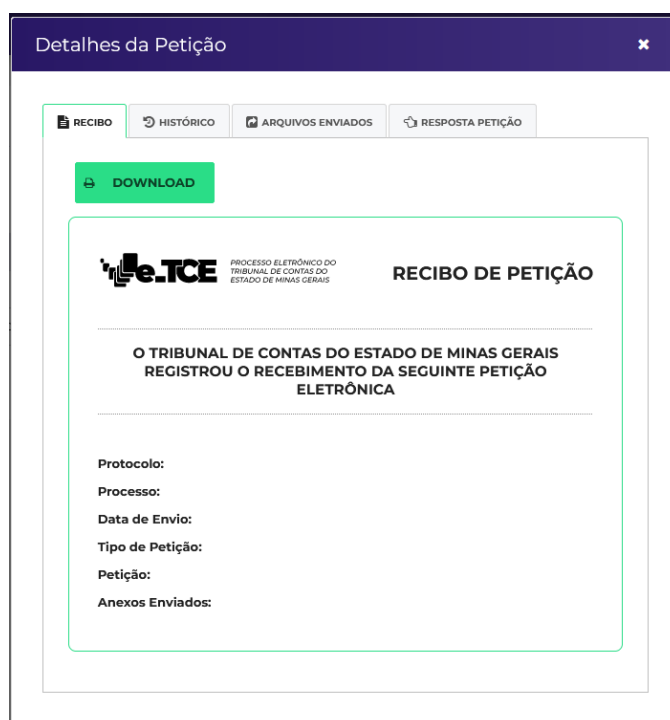 Detalhes da Petição
RECIBO
HISTÓRICO
ARQUIVOS ENVIADOS
RESPOSTA PETIÇÃO
DOWNLOAD
e.TCE
PROCESSO ELETRÔNICO DO
TRIBUNAL DE CONTAS DO
ESTADO DE MINAS GERAIS
RECIBO DE PETIÇÃO
O TRIBUNAL DE CONTAS DO ESTADO DE MINAS GERAIS
REGISTROU O RECEBIMENTO DA SEGUINTE PETIÇÃO
ELETRÔNICA
Protocolo:
Processo:
Data de Envio:
Tipo de Petição:
Petição:
Anexos Enviados: